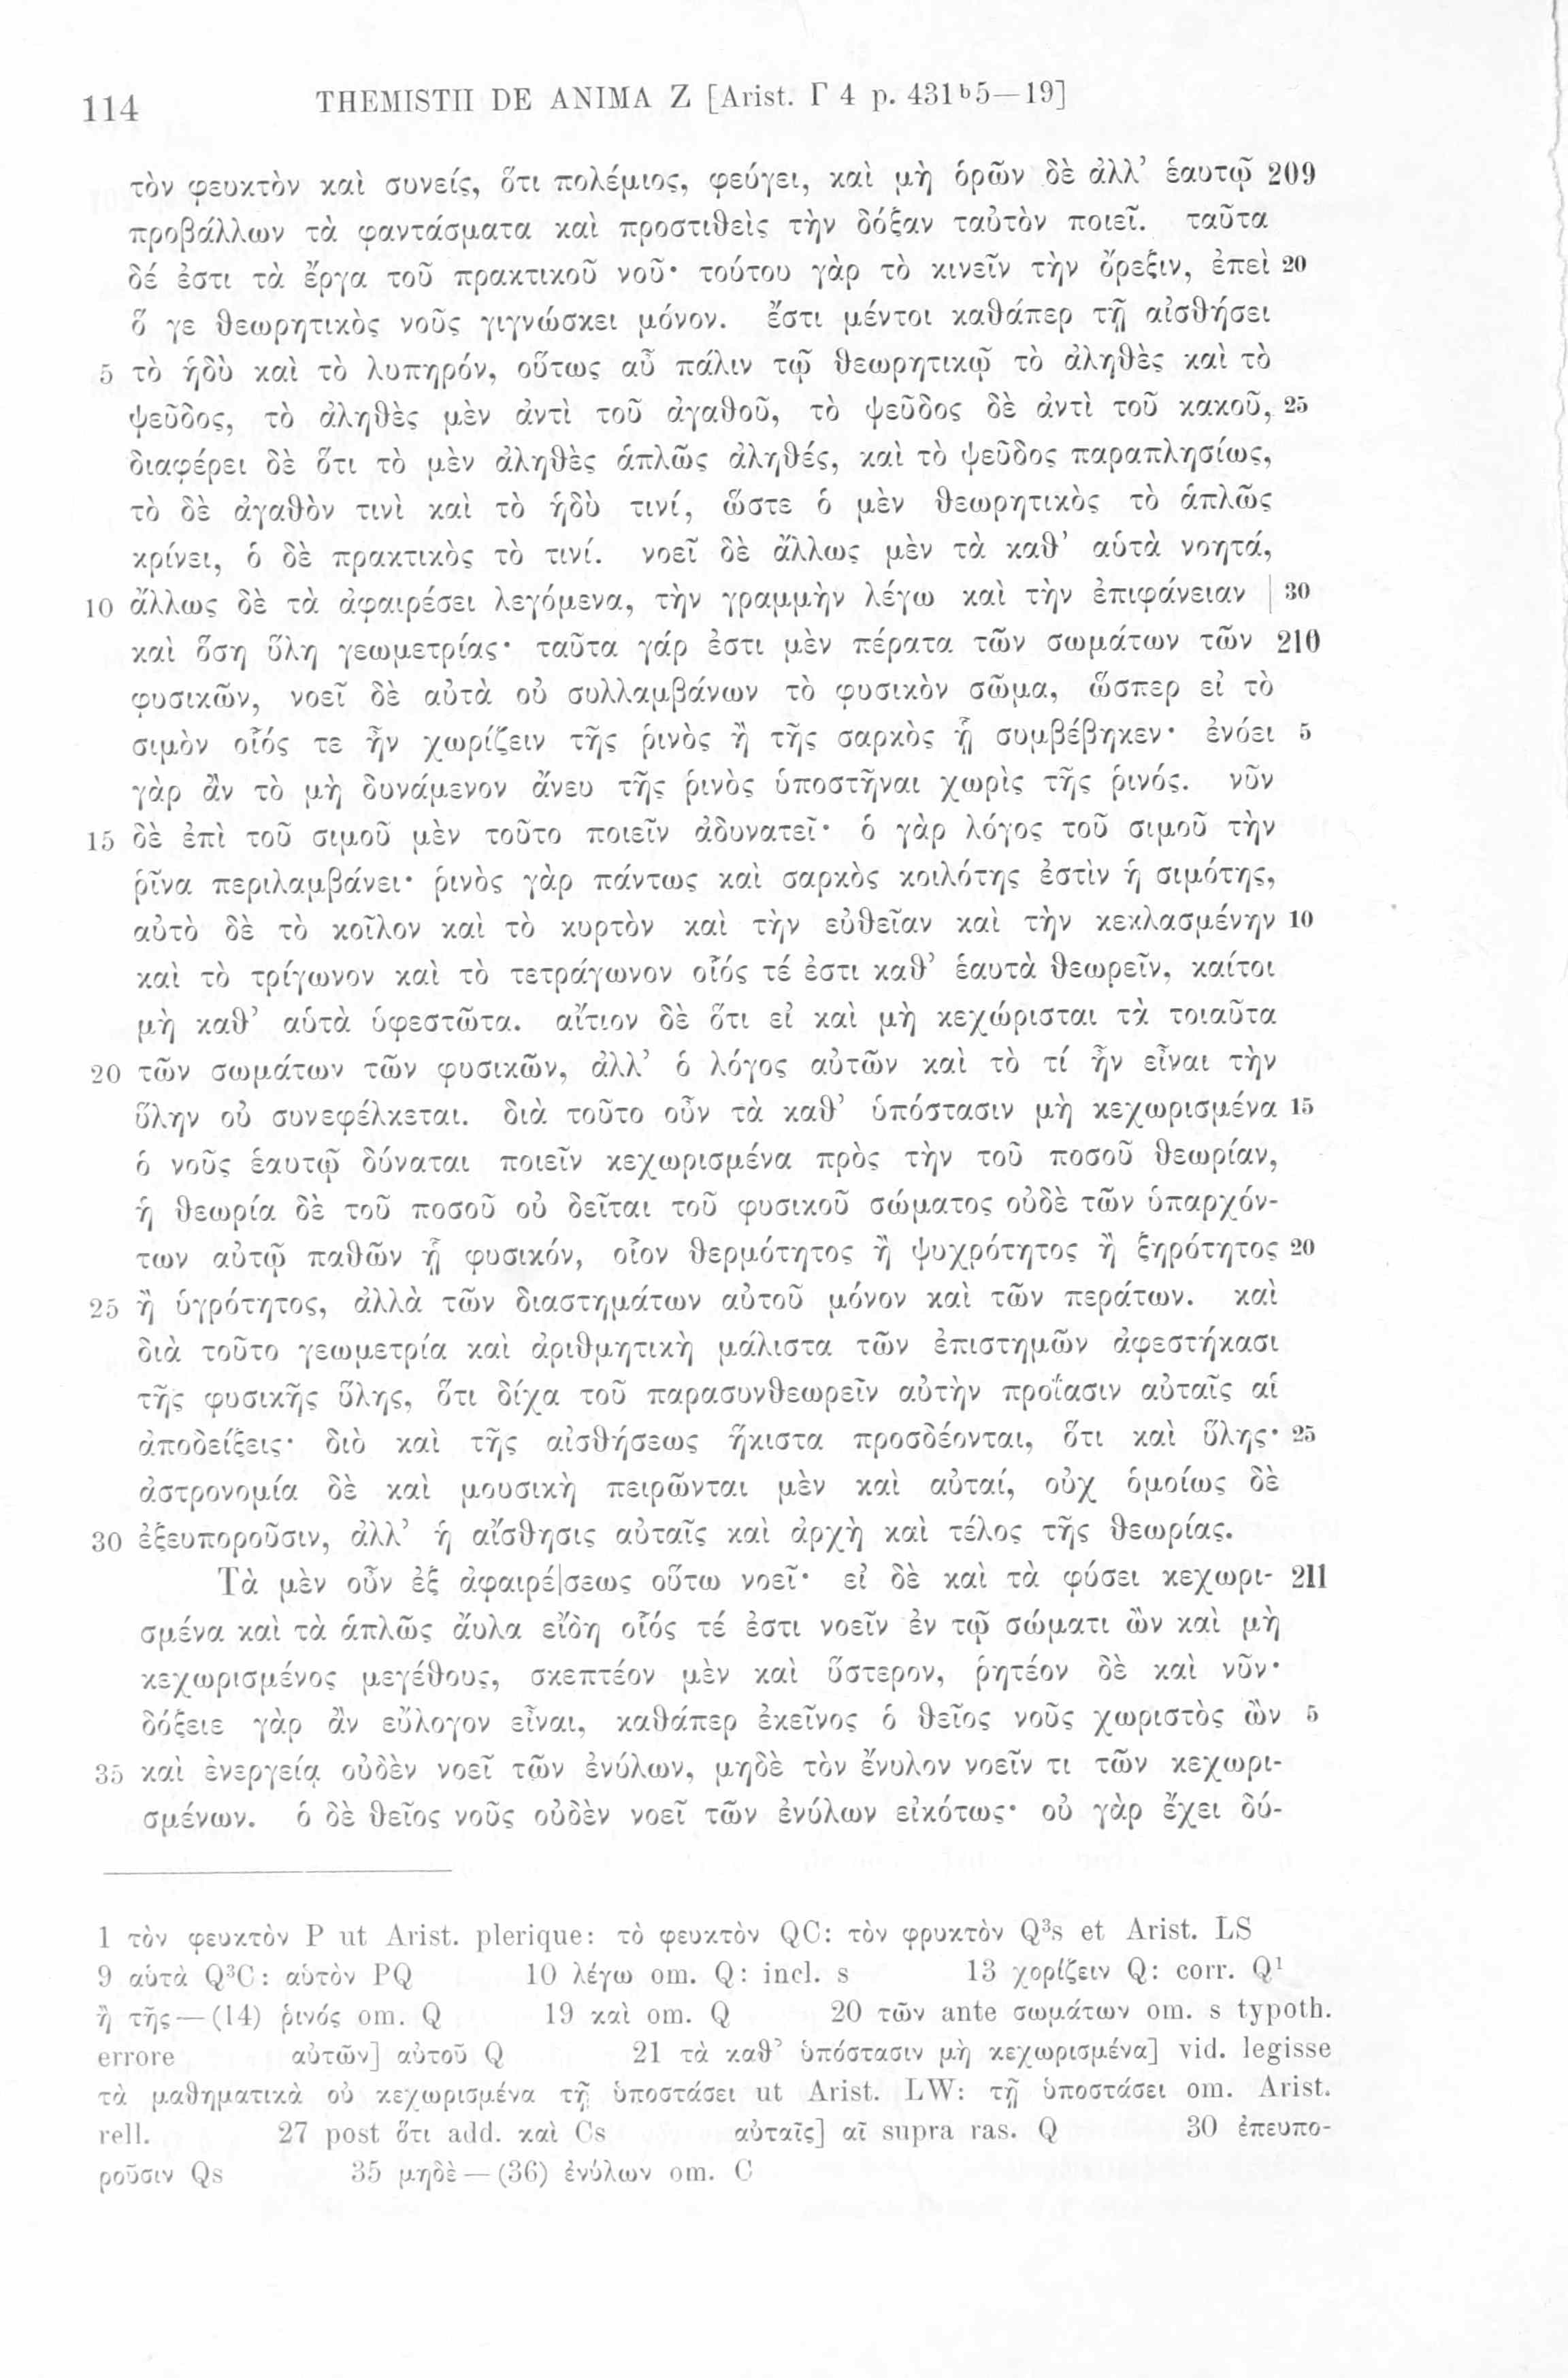 114 THEMISTII DE ANIMA Z [Arist. Γ 4 p. 431ᵇ5—19]
τὸν φευκτὸν καὶ συνείς, ὅτι πολέμιος, φεύγει, καὶ μὴ ὁρῶν δὲ ἀλλ’ ἑαυτῷ 209
προβάλλων τὰ φαντάσματα καὶ προστιθεὶς τὴν δόξαν ταὐτὸν ποιεῖ. ταῦτα
δέ ἐστι τὰ ἔργα τοῦ πρακτικοῦ νοῦ· τούτου γὰρ τὸ κινεῖν τὴν ὄρεξιν, ἐπεὶ 20
ὅ γε θεωρητικὸς νοῦς γιγνώσκει μόνον. ἔστι μέντοι καθάπερ τῇ αἰσθήσει
5 τὸ ἡδὺ καὶ τὸ λυπηρόν, οὕτως αὖ πάλιν τῷ θεωρητικῷ τὸ ἀληθὲς καὶ τὸ
ψεῦδος, τὸ ἀληθὲς μὲν ἀντὶ τοῦ ἀγαθοῦ, τὸ ψεῦδος δὲ ἀντὶ τοῦ κακοῦ, 25
διαφέρει δὲ ὅτι τὸ μὲν ἀληθὲς ἁπλῶς ἀληθές, καὶ τὸ ψεῦδος παραπλησίως,
τὸ δὲ ἀγαθὸν τινὶ καὶ τὸ ἡδὺ τινί, ὥστε ὁ μὲν θεωρητικὸς τὸ ἁπλῶς
κρίνει, ὁ δὲ πρακτικὸς τὸ τινί. νοεῖ δὲ ἄλλως μὲν τὰ καθ’ αὑτὰ νοητά,
10 ἄλλως δὲ τὰ ἀφαιρέσει λεγόμενα, τὴν γραμμὴν λέγω καὶ τὴν ἐπιφάνειαν | 30
καὶ ὅση ὕλη γεωμετρίας· ταῦτα γάρ ἐστι μὲν πέρατα τῶν σωμάτων τῶν 210
φυσικῶν, νοεῖ δὲ αὐτὰ οὐ συλλαμβάνων τὸ φυσικὸν σῶμα, ὥσπερ εἰ τὸ
σιμὸν οἷός τε ἦν χωρίζειν τῆς ῥινὸς ἢ τῆς σαρκὸς ᾗ συμβέβηκεν· ἐνόει 5
γὰρ ἂν τὸ μὴ δυνάμενον ἄνευ τῆς ῥινὸς ὑποστῆναι χωρὶς τῆς ῥινός. νῦν
15 δὲ ἐπὶ τοῦ σιμοῦ μὲν τοῦτο ποιεῖν ἀδυνατεῖ· ὁ γὰρ λόγος τοῦ σιμοῦ τὴν
ῥῖνα περιλαμβάνει· ῥινὸς γὰρ πάντως καὶ σαρκὸς κοιλότης ἐστὶν ἡ σιμότης,
αὐτὸ δὲ τὸ κοῖλον καὶ τὸ κυρτὸν καὶ τὴν εὐθεῖαν καὶ τὴν κεκλασμένην 10
καὶ τὸ τρίγωνον καὶ τὸ τετράγωνον οἷός τέ ἐστι καθ’ ἑαυτὰ θεωρεῖν, καίτοι
μὴ καθ’ αὑτὰ ὑφεστῶτα. αἴτιον δὲ ὅτι εἰ καὶ μὴ κεχώρισται τὰ τοιαῦτα
20 τῶν σωμάτων τῶν φυσικῶν, ἀλλ’ ὁ λόγος αὐτῶν καὶ τὸ τί ἦν εἶναι τὴν
ὕλην οὐ συνεφέλκεται. διὰ τοῦτο οὖν τὰ καθ’ ὑπόστασιν μὴ κεχωρισμένα 15
ὁ νοῦς ἑαυτῷ δύναται ποιεῖν κεχωρισμένα πρὸς τὴν τοῦ ποσοῦ θεωρίαν,
ἡ θεωρία δὲ τοῦ ποσοῦ οὐ δεῖται τοῦ φυσικοῦ σώματος οὐδὲ τῶν ὑπαρχόν-
των αὐτῷ παθῶν ᾗ φυσικόν, οἷον θερμότητος ἢ ψυχρότητος ἢ ξηρότητος 20
25 ἢ ὑγρότητος, ἀλλὰ τῶν διαστημάτων αὐτοῦ μόνον καὶ τῶν περάτων. καὶ
διὰ τοῦτο γεωμετρία καὶ ἀριθμητικὴ μάλιστα τῶν ἐπιστημῶν ἀφεστήκασι
τῆς φυσικῆς ὕλης, ὅτι δίχα τοῦ παρασυνθεωρεῖν αὐτὴν προΐασιν αὐταῖς αἱ
ἀποδείξεις· διὸ καὶ τῆς αἰσθήσεως ἥκιστα προσδέονται, ὅτι καὶ ὕλης· 25
ἀστρονομία δὲ καὶ μουσικὴ πειρῶνται μὲν καὶ αὐταί, οὐχ ὁμοίως δὲ
30 ἐξευποροῦσιν, ἀλλ’ ἡ αἴσθησις αὐταῖς καὶ ἀρχὴ καὶ τέλος τῆς θεωρίας.
Τὰ μὲν οὖν ἐξ ἀφαιρέ|σεως οὕτω νοεῖ· εἰ δὲ καὶ τὰ φύσει κεχωρι- 211
σμένα καὶ τὰ ἁπλῶς ἄυλα εἴδη οἷός τέ ἐστι νοεῖν ἐν τῷ σώματι ὢν καὶ μὴ
κεχωρισμένος μεγέθους, σκεπτέον μὲν καὶ ὕστερον, ῥητέον δὲ καὶ νῦν·
δόξειε γὰρ ἂν εὔλογον εἶναι, καθάπερ ἐκεῖνος ὁ θεῖος νοῦς χωριστὸς ὢν 5
35 καὶ ἐνεργείᾳ οὐδὲν νοεῖ τῶν ἐνύλων, μηδὲ τὸν ἔνυλον νοεῖν τι τῶν κεχωρι-
σμένων. ὁ δὲ θεῖος νοῦς οὐδὲν νοεῖ τῶν ἐνύλων εἰκότως· οὐ γὰρ ἔχει δύ-
1 τὸν φευκτὸν P ut Arist. plerique: τὸ φευκτὸν QC: τὸν φρυκτὸν Q³s et Arist. LS
9 αὑτὰ Q³C: αὑτὸν PQ 10 λέγω om. Q: incl. s 13 χορίζειν Q: corr. Q¹
ἢ τῆς—(14) ῥινός om. Q 19 καὶ om. Q 20 τῶν ante σωμάτων om. s typoth.
errore αὐτῶν] αὐτοῦ Q 21 τὰ καθ’ ὑπόστασιν μὴ κεχωρισμένα] vid. legisse
τὰ μαθηματικὰ οὐ κεχωρισμένα τῇ ὑποστάσει ut Arist. LW: τῇ ὑποστάσει om. Arist.
rell. 27 post ὅτι add. καὶ Cs αὐταῖς] αῖ supra ras. Q 30 ἐπευπο-
ροῦσιν Qs 35 μηδὲ—(36) ἐνύλων om. C